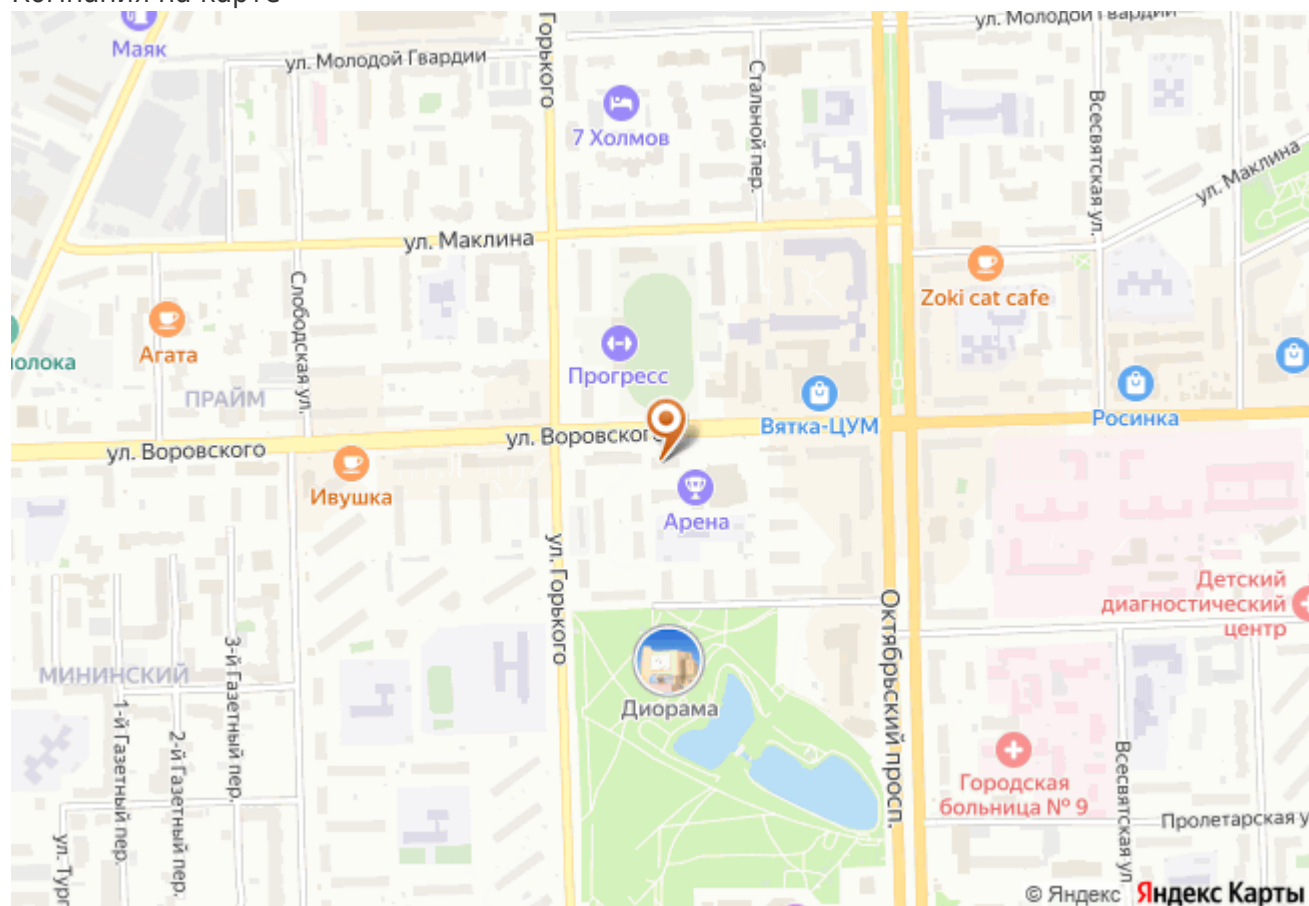 Компания на карте
Маяк
ул. Молодой Гвардии
Горького
ул. Молодой Гвардии
Стальной пер.
Всесвятская ул.
7 Холмов
ул. Маклина
ул. Маклина
Слободская ул.
Zoki cat cafe
Агата
олока
Прогресс
ПРАЙМ
Вятка-ЦУМ
Росинка
ул. Воровского
ул. Воровского
Ивушка
Арена
ул. Горького
Октябрьский просп.
Детский
диагностический
центр
МИНИНСКИЙ
3-й Газетный пер.
1-й Газетный пер.
2-й Газетный пер.
Диорама
Городская
больница № 9
Всесвятская ул
Пролетарская у
ул. Тург
© Яндекс Яндекс Карты